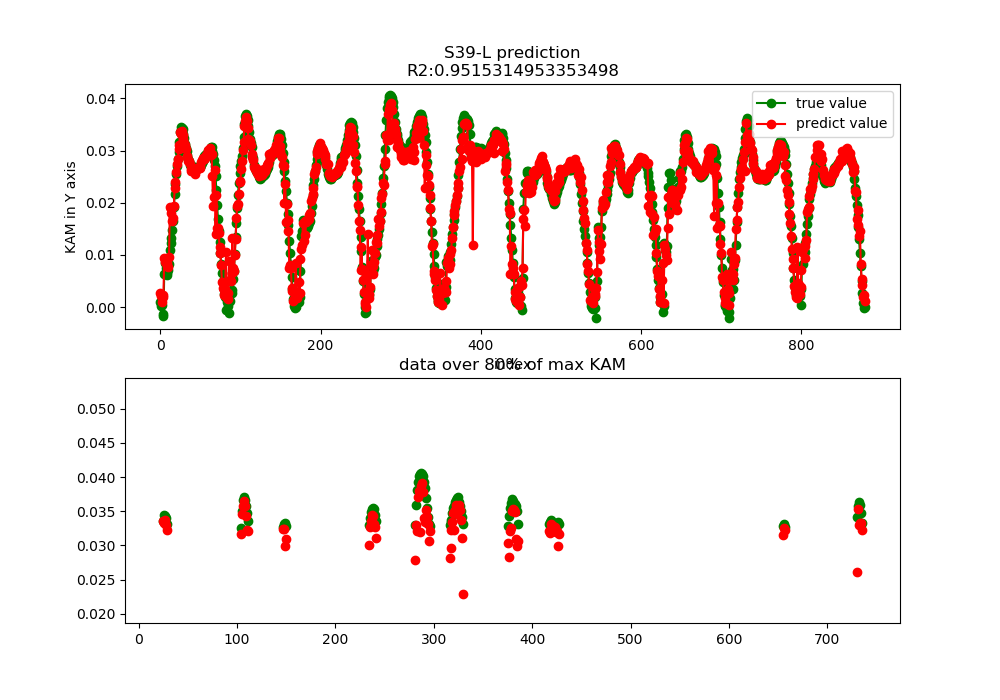 S39-L prediction
R2:0.9515314953353498
true value
predict value
KAM in Y axis
0.04
0.03
0.02
0.01
0.00
0 200 400 600 800
index
data over 80% of max KAM
0.050
0.045
0.040
0.035
0.030
0.025
0.020
0 100 200 300 400 500 600 700